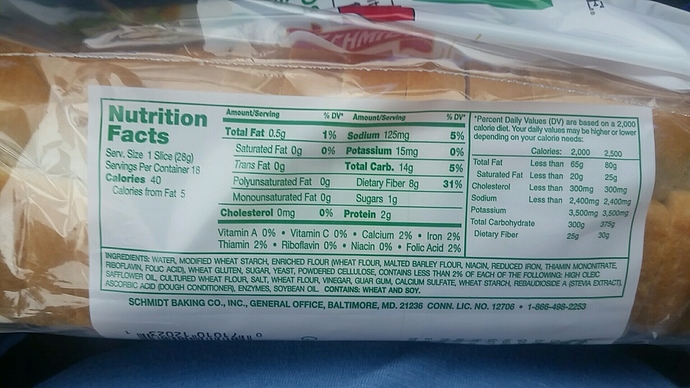 SCHMI
Nutrition
Facts
Serv. Size 1 Slice (28g)
Servings Per Container 18
Calories 40
Calories from Fat 5
Amount/Serving % DV* Amount/Serving % DV*
Total Fat 0.5g 1% Sodium 125mg 5%
Saturated Fat 0g 0% Potassium 15mg 0%
Trans Fat 0g Total Carb. 14g 5%
Polyunsaturated Fat 0g Dietary Fiber 8g 31%
Monounsaturated Fat 0g Sugars 1g
Cholesterol 0mg 0% Protein 2g
Vitamin A 0% • Vitamin C 0% • Calcium 2% • Iron 2%
Thiamin 2% • Riboflavin 0% • Niacin 0% • Folic Acid 2%
*Percent Daily Values (DV) are based on a 2,000
calorie diet. Your daily values may be higher or lower
depending on your calorie needs:
Calories: 2,000 2,500
Total Fat Less than 65g 80g
Saturated Fat Less than 20g 25g
Cholesterol Less than 300mg 300mg
Sodium Less than 2,400mg 2,400mg
Potassium 3,500mg 3,500mg
Total Carbohydrate 300g 375g
Dietary Fiber 25g 30g
INGREDIENTS: WATER, MODIFIED WHEAT STARCH, ENRICHED FLOUR (WHEAT FLOUR, MALTED BARLEY FLOUR, NIACIN, REDUCED IRON, THIAMIN MONONITRATE,
RIBOFLAVIN, FOLIC ACID), WHEAT GLUTEN, SUGAR, YEAST, POWDERED CELLULOSE, CONTAINS LESS THAN 2% OF EACH OF THE FOLLOWING: HIGH OLEIC
SAFFLOWER OIL, CULTURED WHEAT FLOUR, SALT, WHEAT FLOUR, VINEGAR, GUAR GUM, CALCIUM SULFATE, WHEAT STARCH, REBAUDIOSIDE A (STEVIA EXTRACT),
ASCORBIC ACID (DOUGH CONDITIONER), ENZYMES, SOYBEAN OIL. CONTAINS: WHEAT AND SOY.
SCHMIDT BAKING CO., INC., GENERAL OFFICE, BALTIMORE, MD. 21236 CONN. LIC. NO. 12706 • 1-866-498-2253